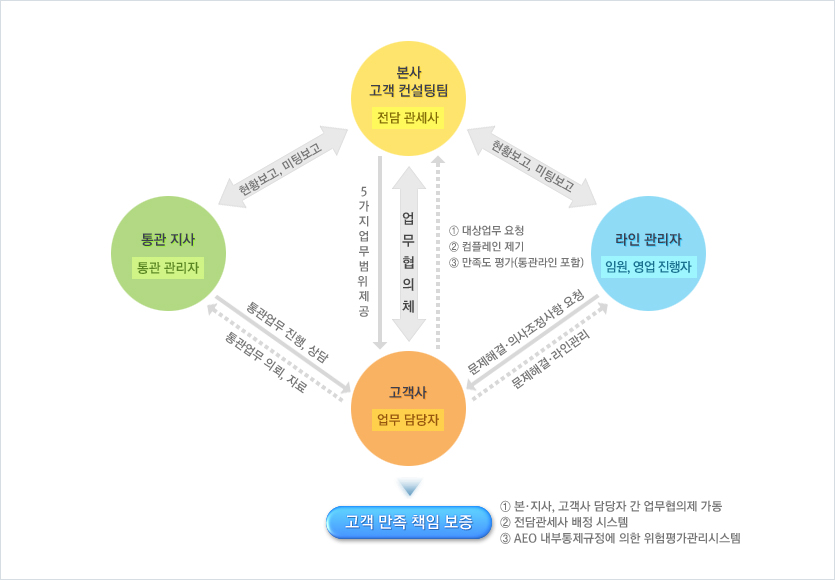 본사
고객 컨설팅팀
전담 관세사
현황보고, 미팅보고
현황보고, 미팅보고
통관 지사
통관 관리자
5가지업무범위제공
업무협의체
① 대상업무 요청
② 컴플레인 제기
③ 만족도 평가(통관라인 포함)
라인 관리자
임원, 영업 진행자
통관업무 진행, 상담
통관업무 의뢰, 자료
문제해결·의사조정사항 요청
문제해결·라인관리
고객사
업무 담당자
고객 만족 책임 보증
① 본·지사, 고객사 담당자 간 업무협의제 가동
② 전담관세사 배정 시스템
③ AEO 내부통제규정에 의한 위험평가관리시스템